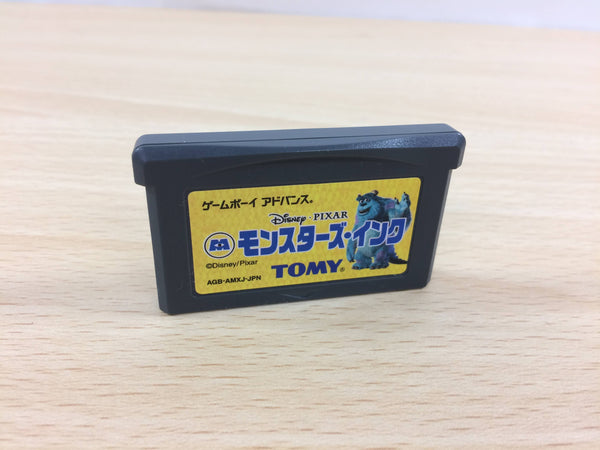 ゲームボーイ アドバンス®
Disney・PIXAR
M モンスターズ・インク
©Disney/Pixar
TOMY®
AGB-AMXJ-JPN